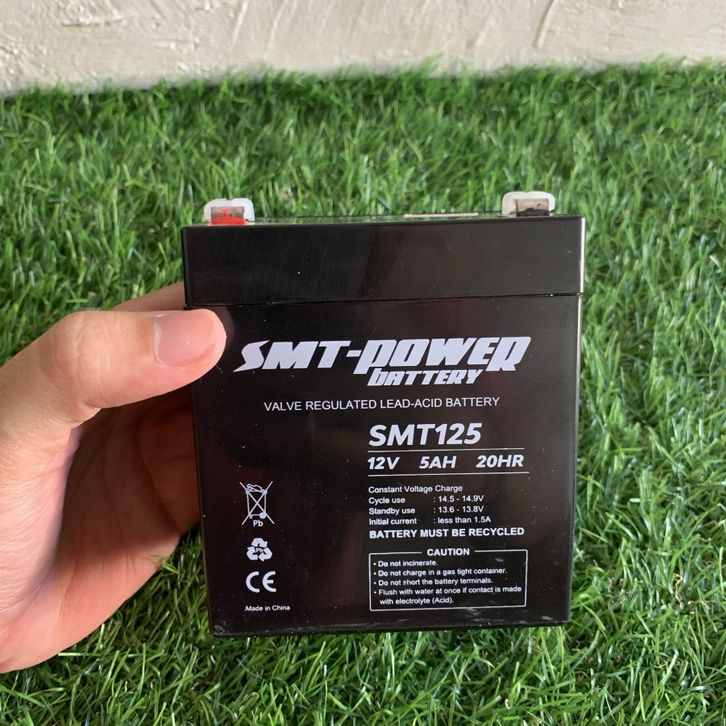 SMT-POWER
BATTERY
VALVE REGULATED LEAD-ACID BATTERY
SMT125
12V 5AH 20HR
Constant Voltage Charge
Cycle use : 14.5 - 14.9V
Standby use : 13.6 - 13.8V
Initial current : less than 1.5A
BATTERY MUST BE RECYCLED
Pb
Pb
CE
.Made in China
CAUTION
• Do not incinerate.
• Do not charge in a gas tight container.
• Do not short the battery terminals.
• Flush with water at once if contact is made
with electrolyte (Acid).